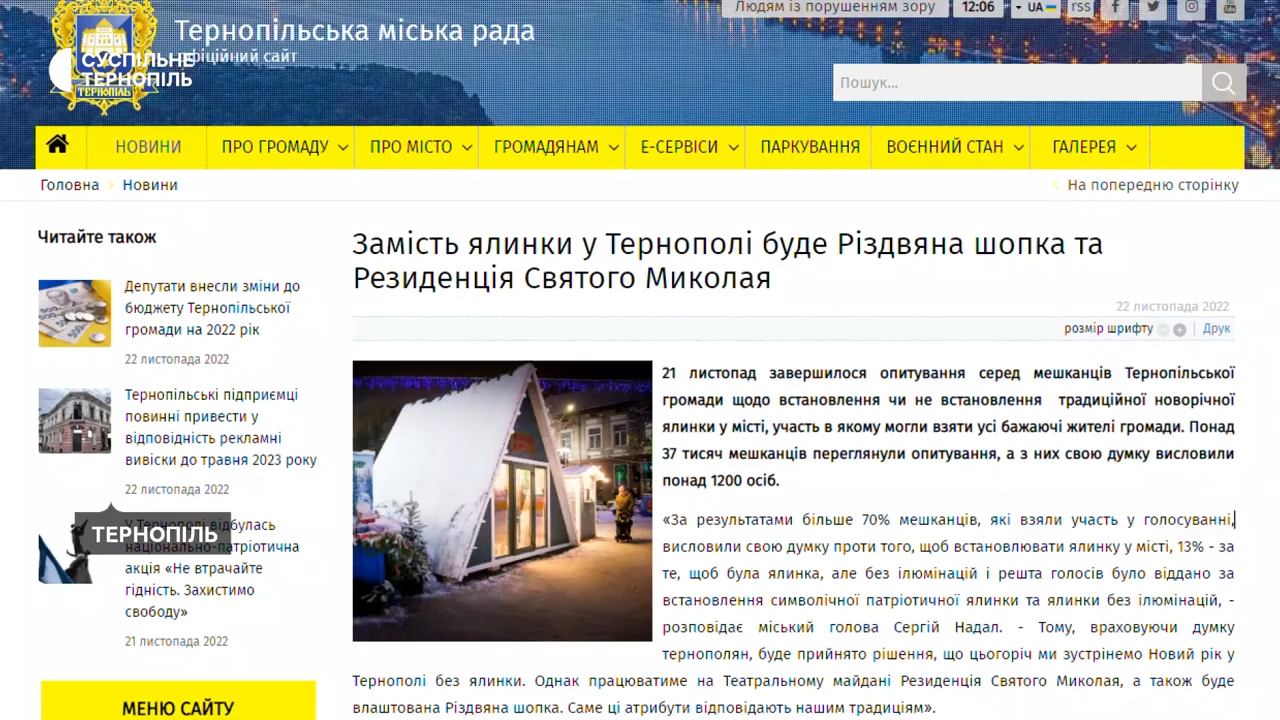 Людям із порушенням зору
12:06
UA
rss
Тернопільська міська рада
офіційний сайт
СУСПІЛЬНЕ
ТЕРНОПІЛЬ
ТЕРНОПІЛЬ
Пошук...
НОВИНИ
ПРО ГРОМАДУ
ПРО МІСТО
ГРОМАДЯНАМ
Е-СЕРВІСИ
ПАРКУВАННЯ
ВОЄННИЙ СТАН
ГАЛЕРЕЯ
Головна
Новини
На попередню сторінку
Читайте також
Депутати внесли зміни до
бюджету Тернопільської
громади на 2022 рік
22 листопада 2022
Тернопільські підприємці
повинні привести у
відповідність рекламні
вивіски до травня 2023 року
22 листопада 2022
У Тернополі відбулась
національно-патріотична
акція «Не втрачайте
гідність. Захистимо
свободу»
21 листопада 2022
ТЕРНОПІЛЬ
МЕНЮ САЙТУ
Замість ялинки у Тернополі буде Різдвяна шопка та
Резиденція Святого Миколая
22 листопада 2022
розмір шрифту
Друк
21 листопад завершилося опитування серед мешканців Тернопільської
громади щодо встановлення чи не встановлення традиційної новорічної
ялинки у місті, участь в якому могли взяти усі бажаючі жителі громади. Понад
37 тисяч мешканців переглянули опитування, а з них свою думку висловили
понад 1200 осіб.
«За результатами більше 70% мешканців, які взяли участь у голосуванні,
висловили свою думку проти того, щоб встановлювати ялинку у місті, 13% - за
те, щоб була ялинка, але без ілюмінацій і решта голосів було віддано за
встановлення символічної патріотичної ялинки та ялинки без ілюмінацій, -
розповідає міський голова Сергій Надал. - Тому, враховуючи думку
тернополян, буде прийнято рішення, що цьогоріч ми зустрінемо Новий рік у
Тернополі без ялинки. Однак працюватиме на Театральному майдані Резиденція Святого Миколая, а також буде
влаштована Різдвяна шопка. Саме ці атрибути відповідають нашим традиціям».